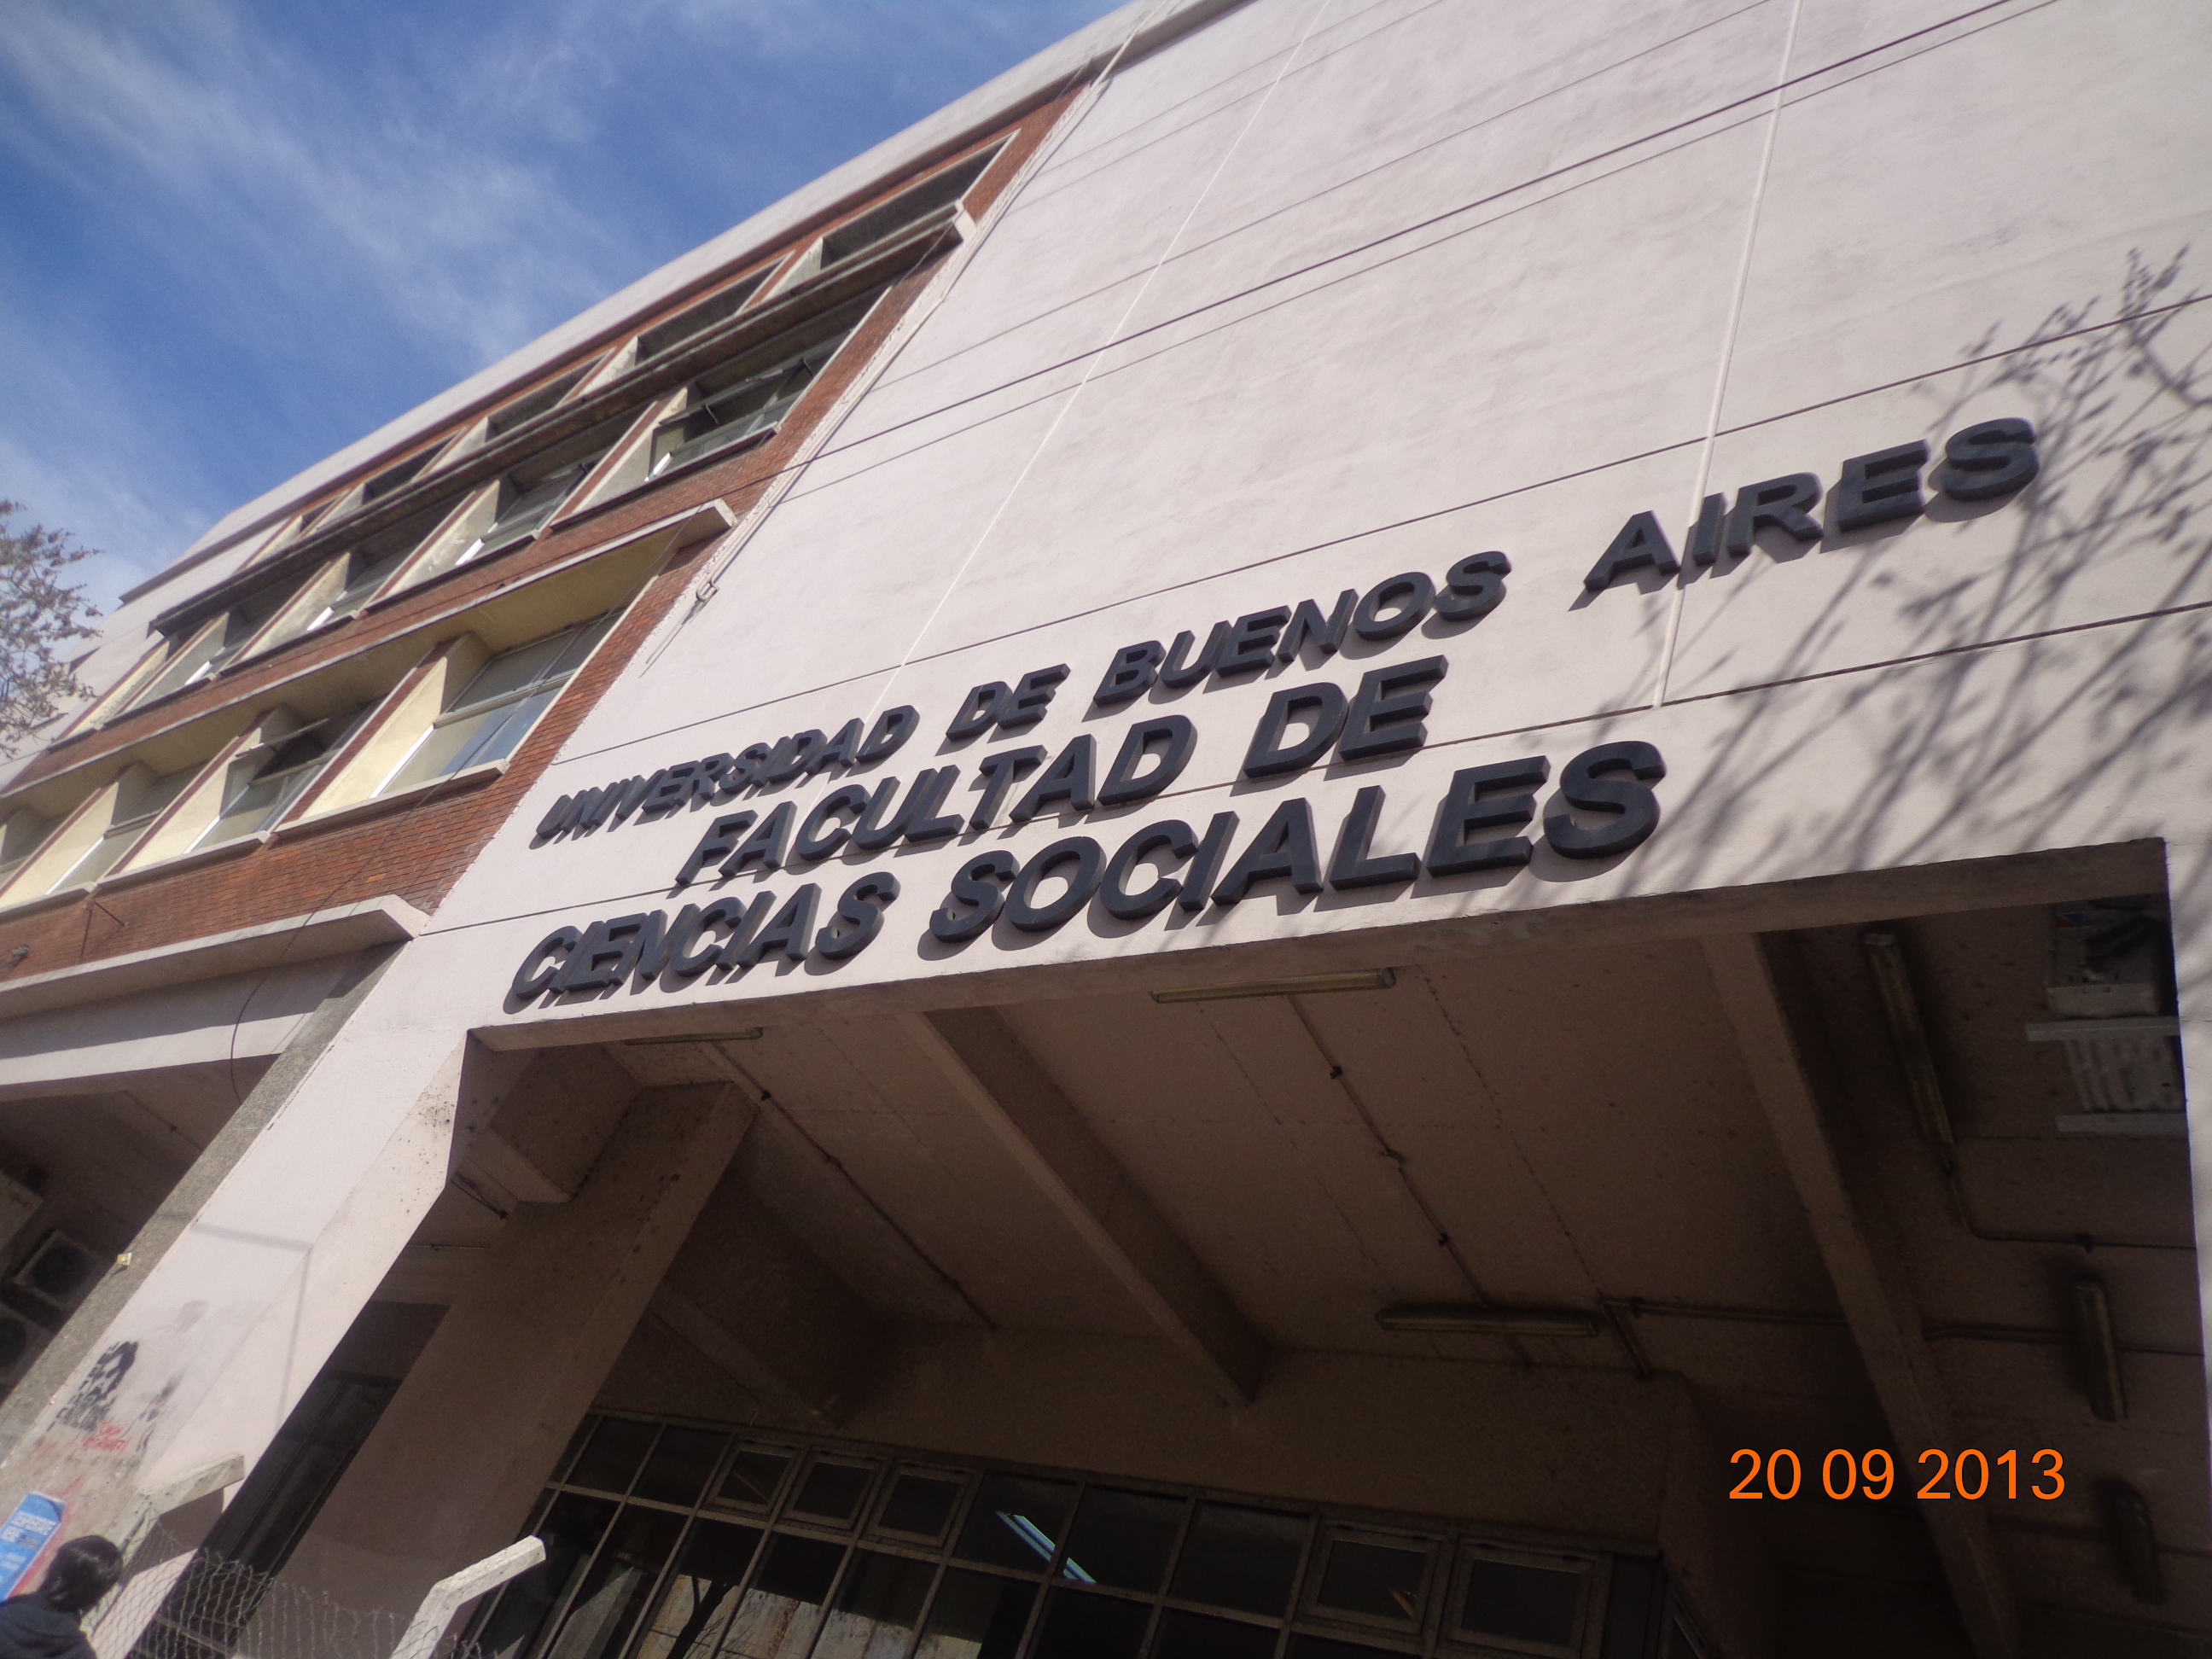 UNIVERSIDAD DE BUENOS AIRES
FACULTAD DE
CIENCIAS SOCIALES
20 09 2013